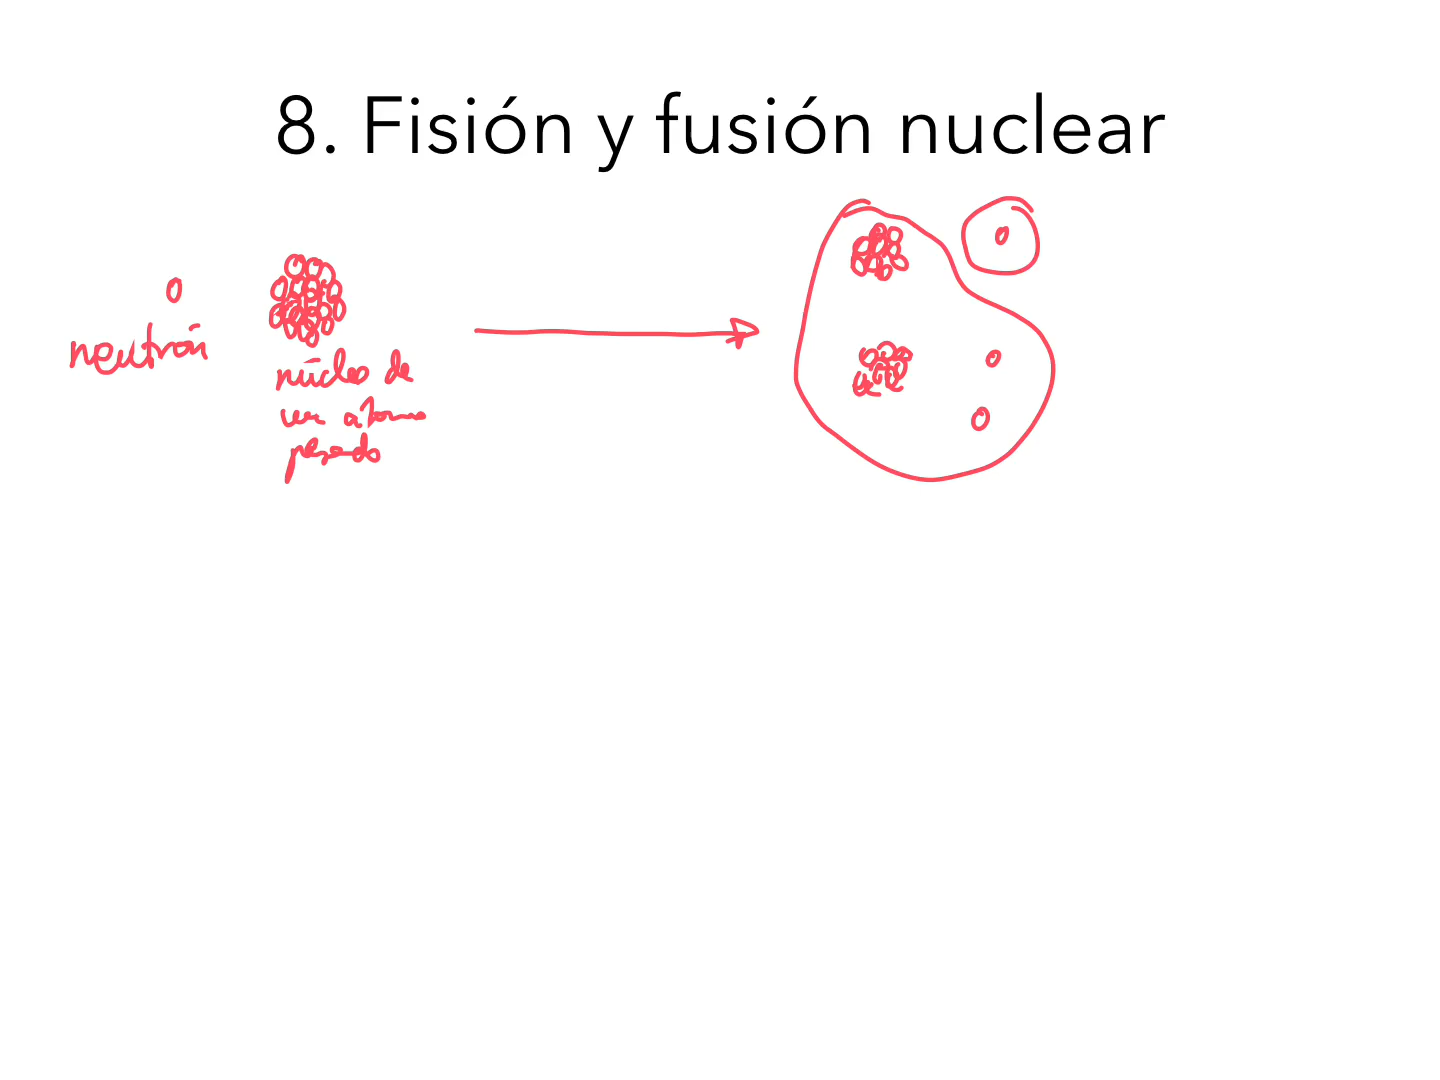 8. Fisión y fusión nuclear
neutrón
núcleo de
un átomo
pesado